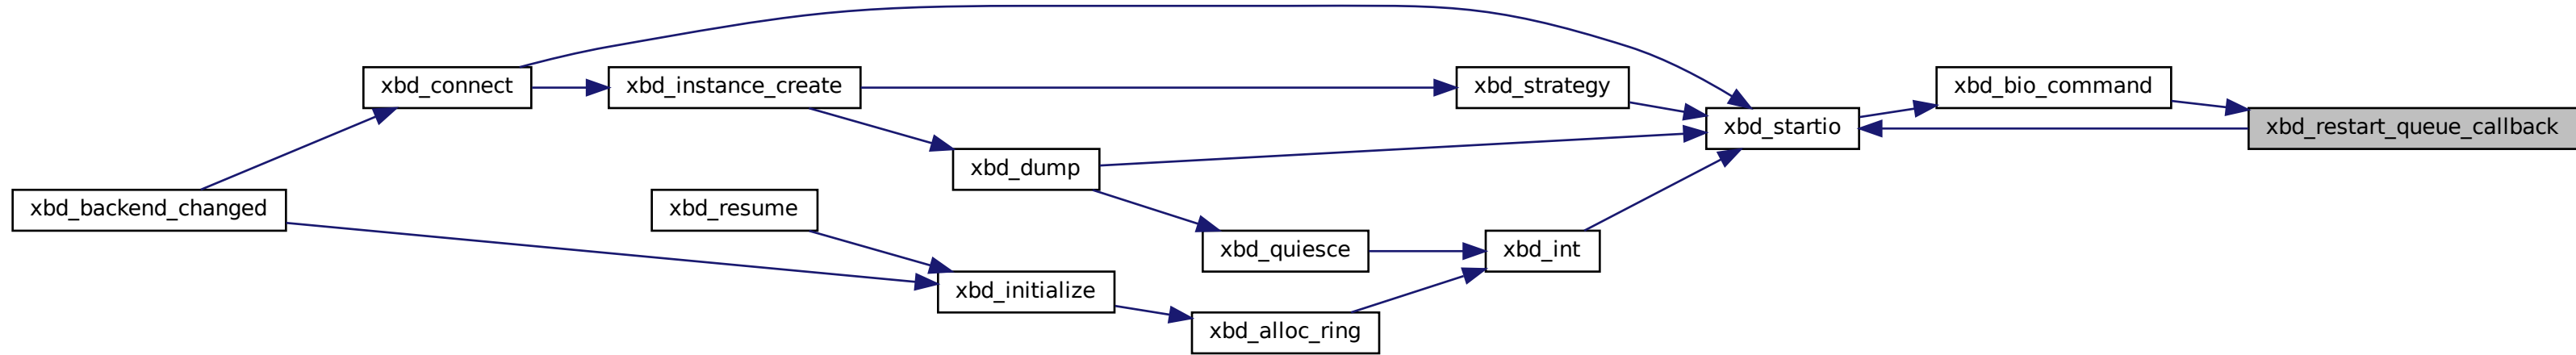 xbd_connect
xbd_instance_create
xbd_strategy
xbd_bio_command
xbd_startio
xbd_restart_queue_callback
xbd_dump
xbd_backend_changed
xbd_resume
xbd_quiesce
xbd_int
xbd_initialize
xbd_alloc_ring